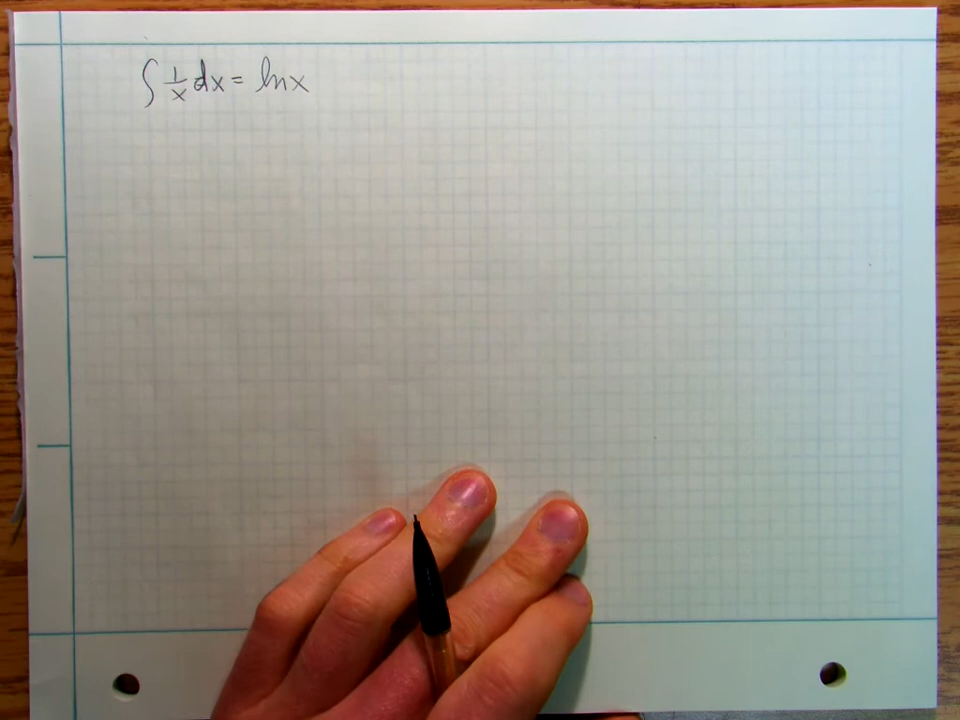 ∫ 1/x dx = ln x